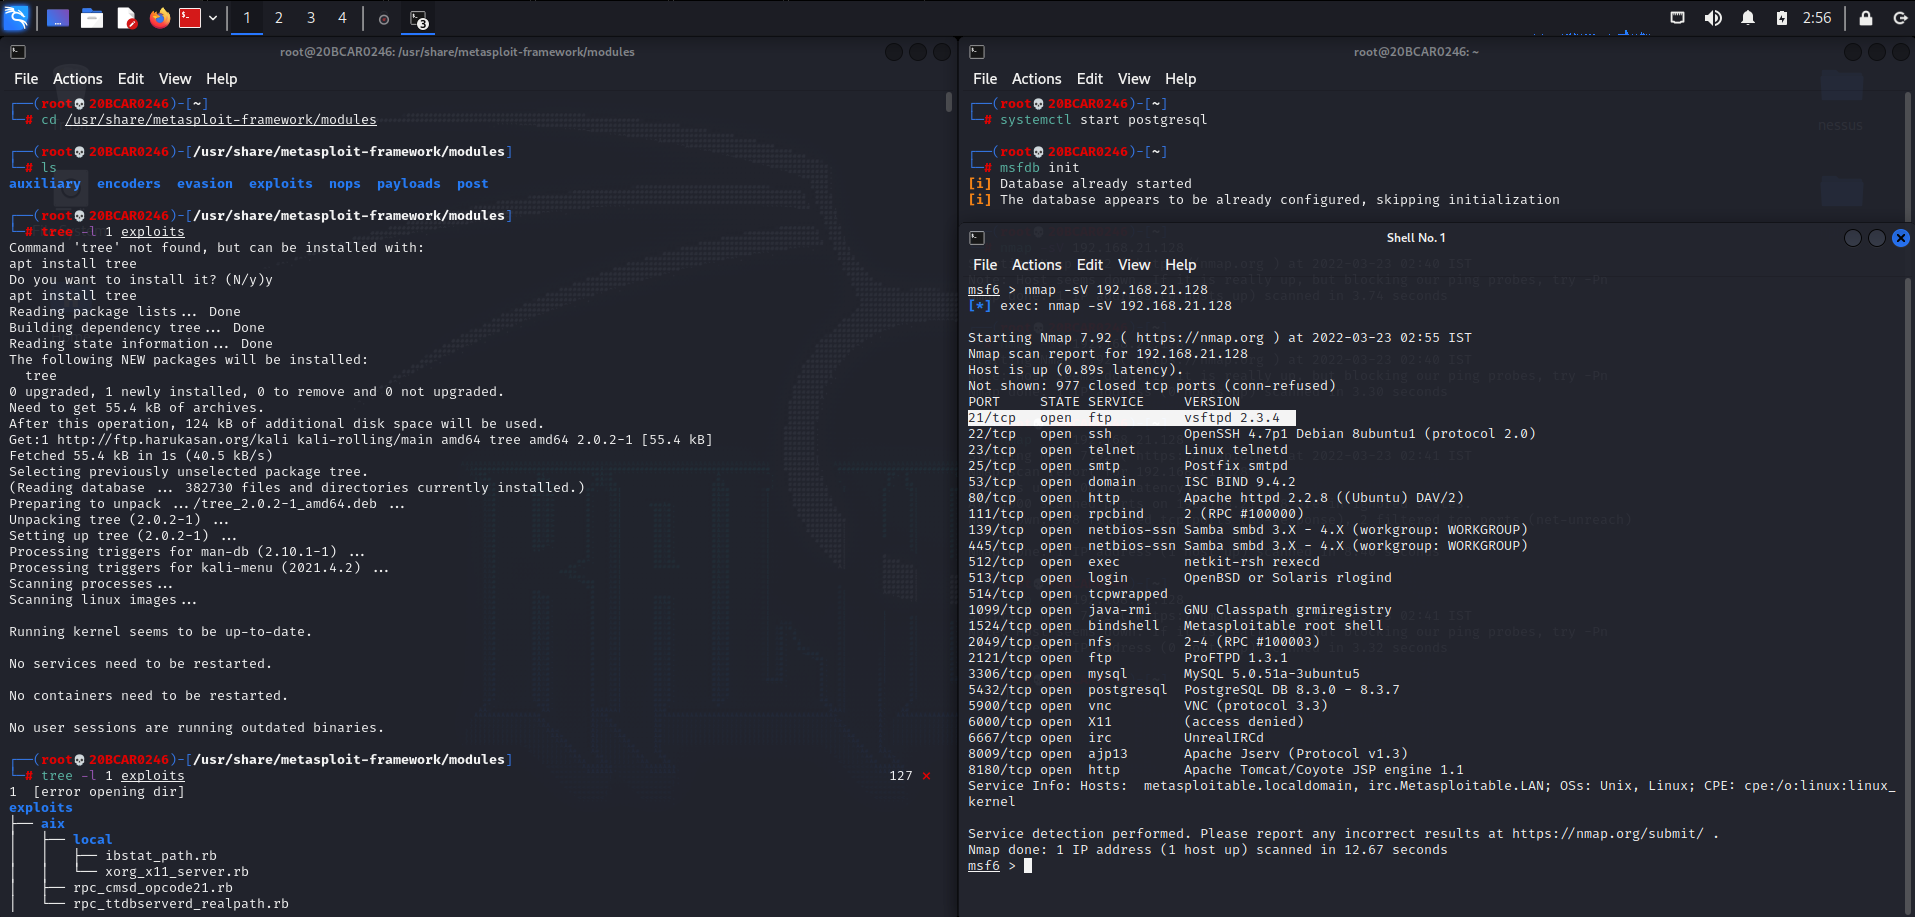 1 2 3 4 3 2:56
root@20BCAR0246: /usr/share/metasploit-framework/modules
File Actions Edit View Help
┌──(root💀20BCAR0246)-[~]
└─# cd /usr/share/metasploit-framework/modules
┌──(root💀20BCAR0246)-[/usr/share/metasploit-framework/modules]
└─# ls
auxiliary encoders evasion exploits nops payloads post
┌──(root💀20BCAR0246)-[/usr/share/metasploit-framework/modules]
└─# tree -l 1 exploits
Command 'tree' not found, but can be installed with:
apt install tree
Do you want to install it? (N/y)y
apt install tree
Reading package lists... Done
Building dependency tree... Done
Reading state information... Done
The following NEW packages will be installed:
tree
0 upgraded, 1 newly installed, 0 to remove and 0 not upgraded.
Need to get 55.4 kB of archives.
After this operation, 124 kB of additional disk space will be used.
Get:1 http://ftp.harukasan.org/kali kali-rolling/main amd64 tree amd64 2.0.2-1 [55.4 kB]
Fetched 55.4 kB in 1s (40.5 kB/s)
Selecting previously unselected package tree.
(Reading database ... 382730 files and directories currently installed.)
Preparing to unpack .../tree_2.0.2-1_amd64.deb ...
Unpacking tree (2.0.2-1) ...
Setting up tree (2.0.2-1) ...
Processing triggers for man-db (2.10.1-1) ...
Processing triggers for kali-menu (2021.4.2) ...
Scanning processes...
Scanning linux images...
Running kernel seems to be up-to-date.
No services need to be restarted.
No containers need to be restarted.
No user sessions are running outdated binaries.
┌──(root💀20BCAR0246)-[/usr/share/metasploit-framework/modules]
└─# tree -l 1 exploits 127 ×
1 [error opening dir]
exploits
├── aix
│   ├── local
│   │   ├── ibstat_path.rb
│   │   └── xorg_x11_server.rb
│   ├── rpc_cmsd_opcode21.rb
│   └── rpc_ttdbserverd_realpath.rb
root@20BCAR0246: ~
File Actions Edit View Help
┌──(root💀20BCAR0246)-[~]
└─# systemctl start postgresql
nessus
┌──(root💀20BCAR0246)-[~]
└─# msfdb init
[i] Database already started
[i] The database appears to be already configured, skipping initialization
Shell No. 1
File Actions Edit View Help
msf6 > nmap -sV 192.168.21.128
[*] exec: nmap -sV 192.168.21.128
Starting Nmap 7.92 ( https://nmap.org ) at 2022-03-23 02:55 IST
Nmap scan report for 192.168.21.128
Host is up (0.89s latency).
Not shown: 977 closed tcp ports (conn-refused)
PORT STATE SERVICE VERSION
21/tcp open ftp vsftpd 2.3.4
22/tcp open ssh OpenSSH 4.7p1 Debian 8ubuntu1 (protocol 2.0)
23/tcp open telnet Linux telnetd
25/tcp open smtp Postfix smtpd
53/tcp open domain ISC BIND 9.4.2
80/tcp open http Apache httpd 2.2.8 ((Ubuntu) DAV/2)
111/tcp open rpcbind 2 (RPC #100000)
139/tcp open netbios-ssn Samba smbd 3.X - 4.X (workgroup: WORKGROUP)
445/tcp open netbios-ssn Samba smbd 3.X - 4.X (workgroup: WORKGROUP)
512/tcp open exec netkit-rsh rexecd
513/tcp open login OpenBSD or Solaris rlogind
514/tcp open tcpwrapped
1099/tcp open java-rmi GNU Classpath grmiregistry
1524/tcp open bindshell Metasploitable root shell
2049/tcp open nfs 2-4 (RPC #100003)
2121/tcp open ftp ProFTPD 1.3.1
3306/tcp open mysql MySQL 5.0.51a-3ubuntu5
5432/tcp open postgresql PostgreSQL DB 8.3.0 - 8.3.7
5900/tcp open vnc VNC (protocol 3.3)
6000/tcp open X11 (access denied)
6667/tcp open irc UnrealIRCd
8009/tcp open ajp13 Apache Jserv (Protocol v1.3)
8180/tcp open http Apache Tomcat/Coyote JSP engine 1.1
Service Info: Hosts:  metasploitable.localdomain, irc.Metasploitable.LAN; OSs: Unix, Linux; CPE: cpe:/o:linux:linux_
kernel
Service detection performed. Please report any incorrect results at https://nmap.org/submit/ .
Nmap done: 1 IP address (1 host up) scanned in 12.67 seconds
msf6 >